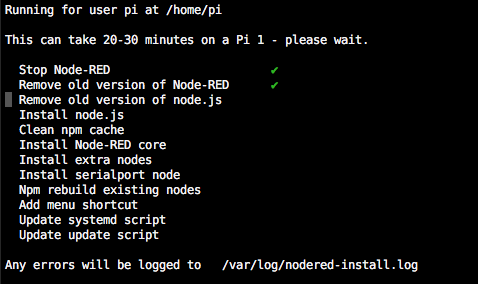 Running for user pi at /home/pi
This can take 20-30 minutes on a Pi 1 - please wait.
Stop Node-RED ✔
Remove old version of Node-RED ✔
Remove old version of node.js
Install node.js
Clean npm cache
Install Node-RED core
Install extra nodes
Install serialport node
Npm rebuild existing nodes
Add menu shortcut
Update systemd script
Update update script
Any errors will be logged to /var/log/nodered-install.log